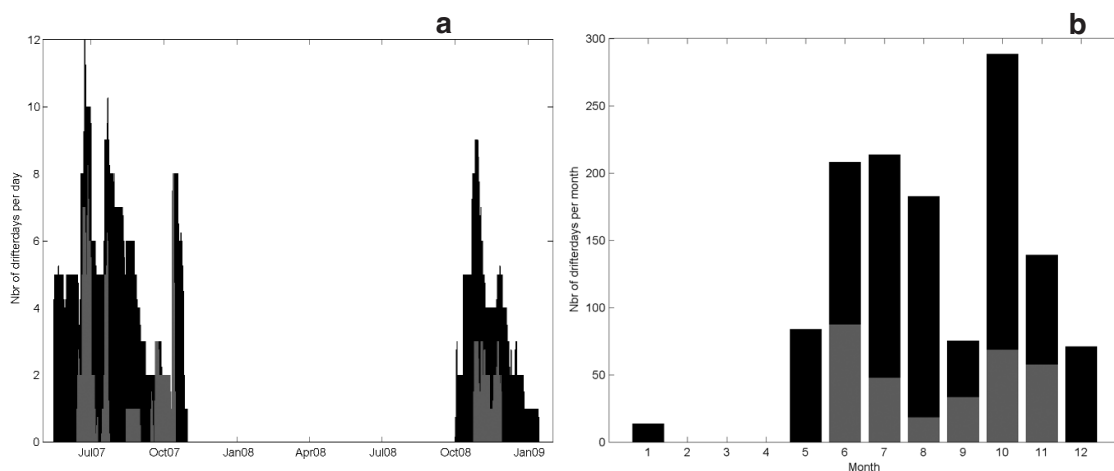 a
12
10
8
6
4
2
0
Nbr of drifterdays per day
Jul07 Oct07 Jan08 Apr08 Jul08 Oct08 Jan09
b
300
250
200
150
100
50
0
Nbr of drifterdays per month
1 2 3 4 5 6 7 8 9 10 11 12
Month